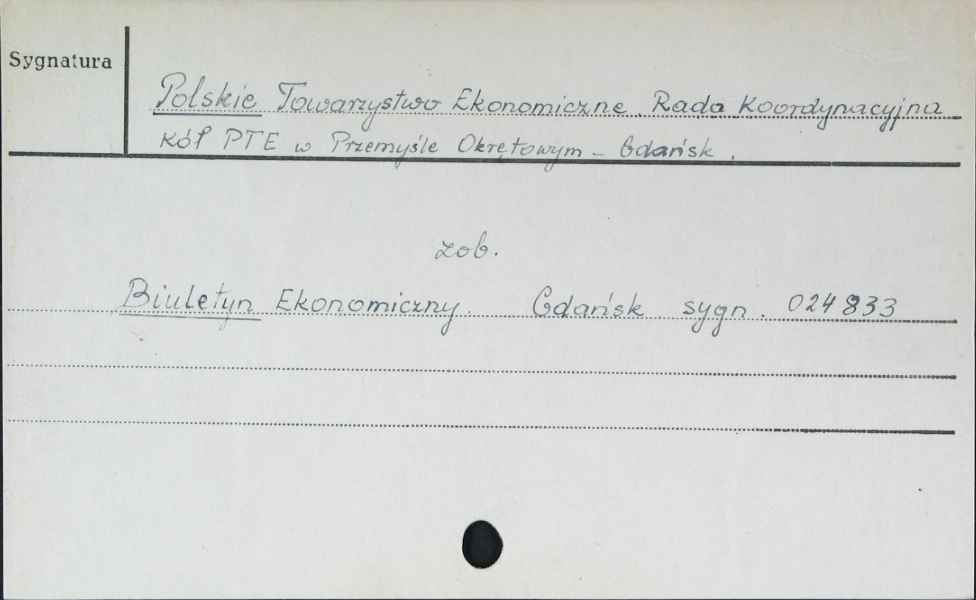 Sygnatura
Polskie Towarzystwo Ekonomiczne. Rada Koordynacyjna
Kół PTE w Przemyśle Okrętowym - Gdańsk.
zob.
Biuletyn Ekonomiczny. Gdańsk sygn. 024833